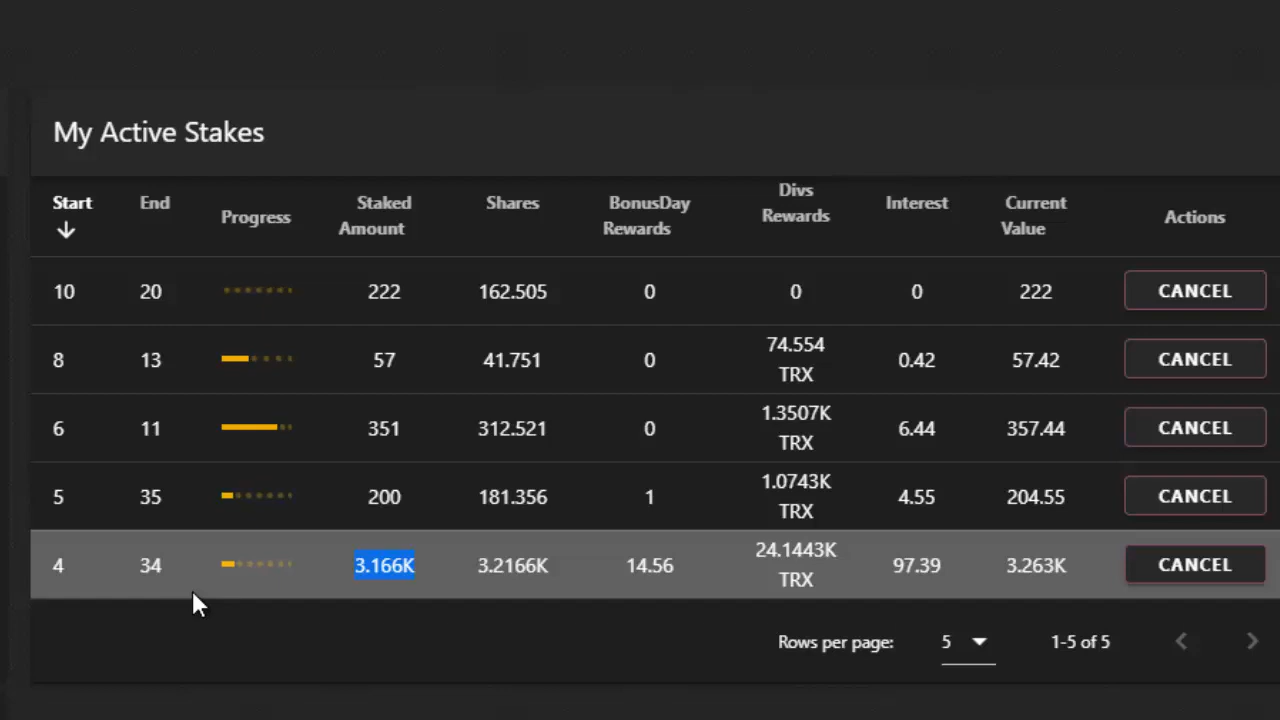 My Active Stakes
Start End Progress Staked Amount Shares BonusDay Rewards Divs Rewards Interest Current Value Actions
10 20 222 162.505 0 0 0 222 CANCEL
8 13 57 41.751 0 74.554 TRX 0.42 57.42 CANCEL
6 11 351 312.521 0 1.3507K TRX 6.44 357.44 CANCEL
5 35 200 181.356 1 1.0743K TRX 4.55 204.55 CANCEL
4 34 3.166K 3.2166K 14.56 24.1443K TRX 97.39 3.263K CANCEL
Rows per page: 5 1-5 of 5